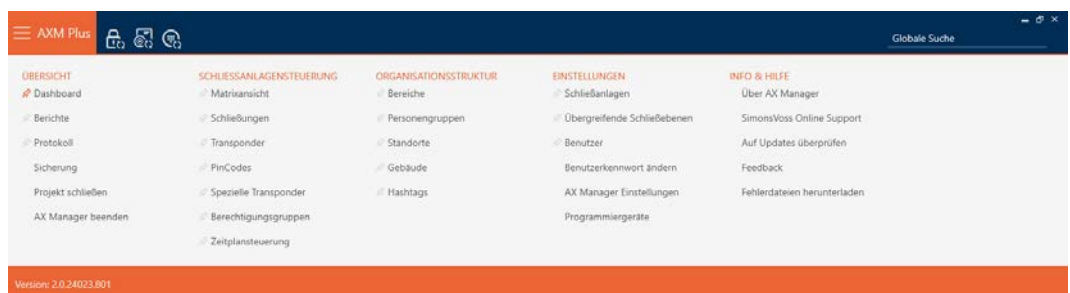 AXM Plus
Globale Suche
ÜBERSICHT
Dashboard
Berichte
Protokoll
Sicherung
Projekt schließen
AX Manager beenden
SCHLIESSANLAGENSTEUERUNG
Matrixansicht
Schließungen
Transponder
PinCodes
Spezielle Transponder
Berechtigungsgruppen
Zeitplansteuerung
ORGANISATIONSSTRUKTUR
Bereiche
Personengruppen
Standorte
Gebäude
Hashtags
EINSTELLUNGEN
Schließanlagen
Übergreifende Schließebenen
Benutzer
Benutzerkennwort ändern
AX Manager Einstellungen
Programmiergeräte
INFO & HILFE
Über AX Manager
SimonsVoss Online Support
Auf Updates überprüfen
Feedback
Fehlerdateien herunterladen
Version: 2.0.24023.801